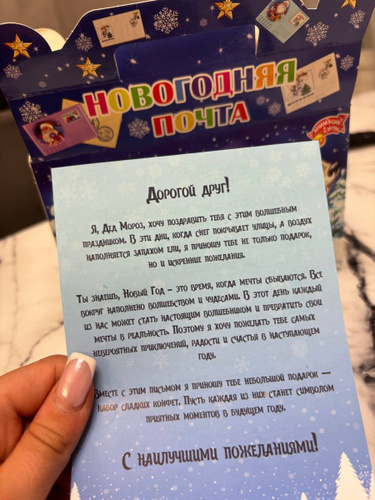 НОВОГОДНЯЯ
ПОЧТА
Дорогой друг!
Я, Дед Мороз, хочу поздравить тебя с этим волшебным
праздником. В эти дни, когда снег покрывает улицы, а воздух
наполняется запахом ели, я приношу тебе не только подарок,
но и искренние пожелания.
Ты знаешь, Новый Год – это время, когда мечты сбываются. Все
вокруг наполнено волшебством и чудесами. В этот день каждый
из нас может стать настоящим волшебником и превратить свои
мечты в реальность. Поэтому я хочу пожелать тебе самых
невероятных приключений, радости и счастья в наступающем
году.
Вместе с этим письмом я приношу тебе небольшой подарок —
набор сладких конфет. Пусть каждая из них станет символом
приятных моментов в будущем году.
С наилучшими пожеланиями!